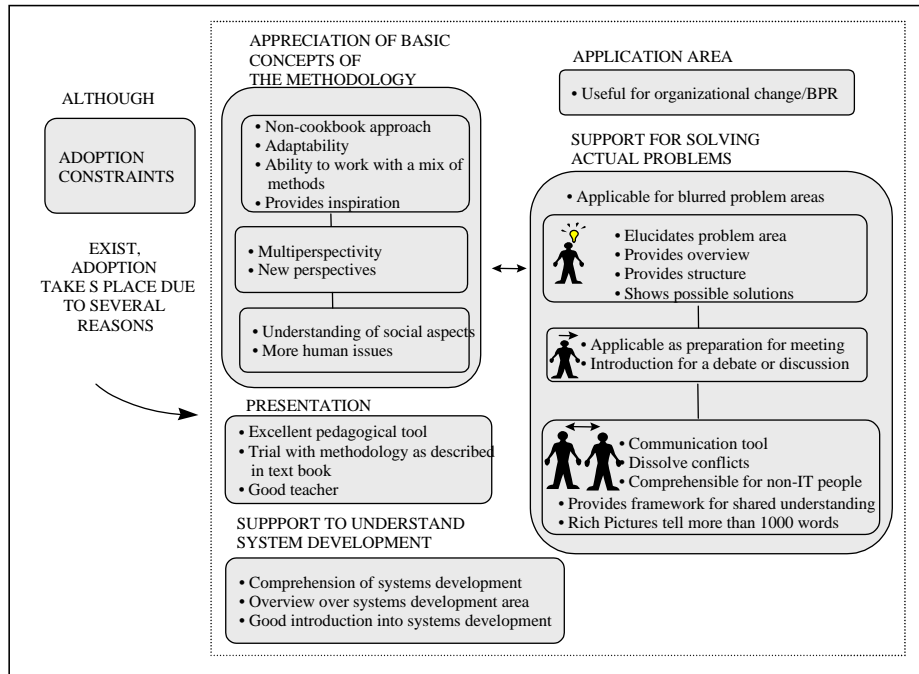 ALTHOUGH
ADOPTION
CONSTRAINTS
EXIST,
ADOPTION
TAKE S PLACE DUE
TO SEVERAL
REASONS
APPRECIATION OF BASIC
CONCEPTS OF
THE METHODOLOGY
• Non-cookbook approach
• Adaptability
• Ability to work with a mix of
methods
• Provides inspiration
• Multiperspectivity
• New perspectives
• Understanding of social aspects
• More human issues
PRESENTATION
• Excellent pedagogical tool
• Trial with methodology as described
in text book
• Good teacher
SUPPPORT TO UNDERSTAND
SYSTEM DEVELOPMENT
• Comprehension of systems development
• Overview over systems development area
• Good introduction into systems development
APPLICATION AREA
• Useful for organizational change/BPR
SUPPORT FOR SOLVING
ACTUAL PROBLEMS
• Applicable for blurred problem areas
• Elucidates problem area
• Provides overview
• Provides structure
• Shows possible solutions
• Applicable as preparation for meeting
• Introduction for a debate or discussion
• Communication tool
• Dissolve conflicts
• Comprehensible for non-IT people
• Provides framework for shared understanding
• Rich Pictures tell more than 1000 words